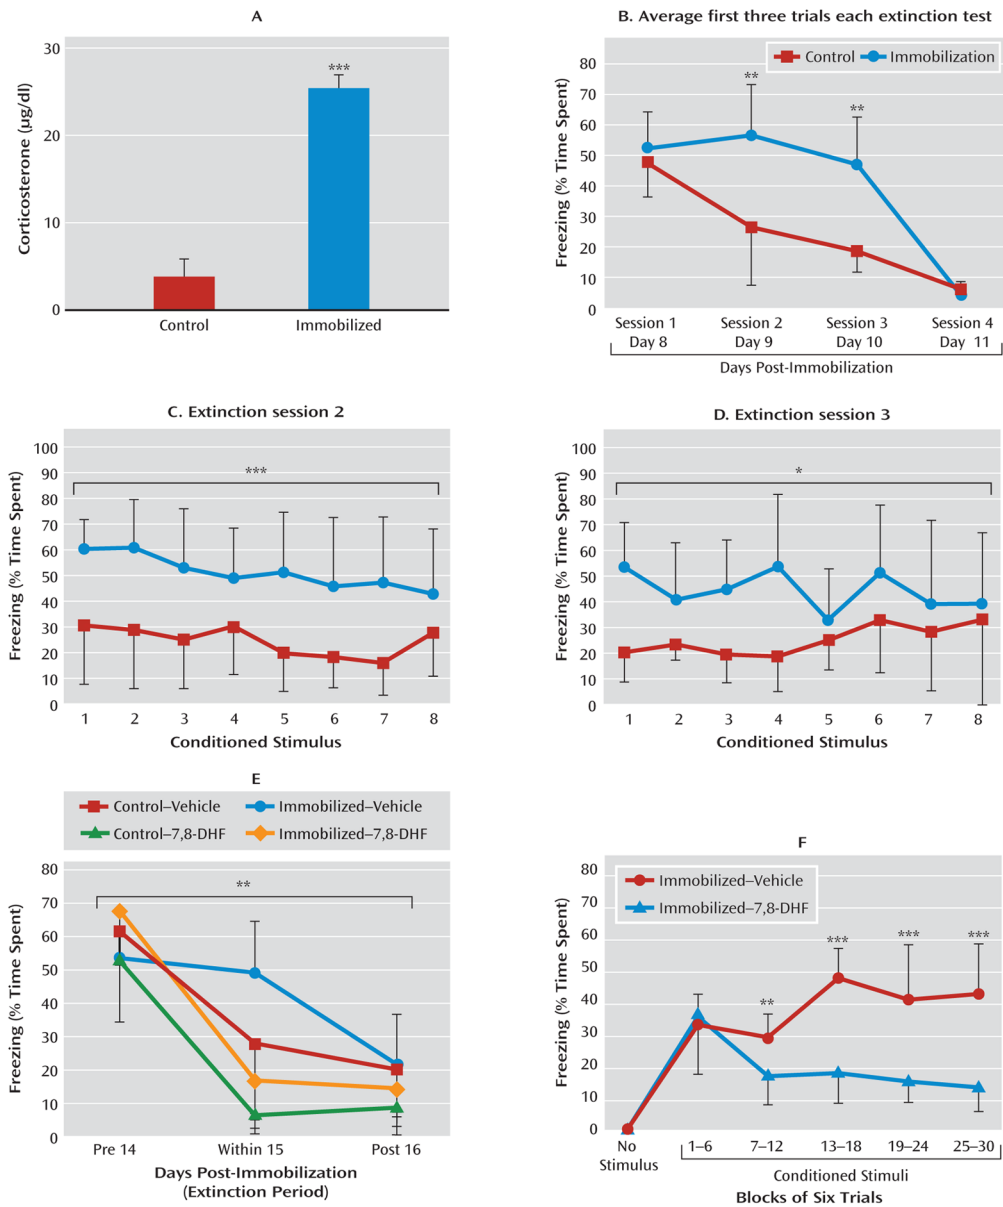 A
Corticosterone (µg/dl)
30
20
10
0
***
Control
Immobilized
B. Average first three trials each extinction test
Control
Immobilization
Freezing (% Time Spent)
80
70
60
50
40
30
20
10
0
**
**
Session 1
Day 8
Session 2
Day 9
Session 3
Day 10
Session 4
Day 11
Days Post-Immobilization
C. Extinction session 2
Freezing (% Time Spent)
100
90
80
70
60
50
40
30
20
10
0
***
1 2 3 4 5 6 7 8
Conditioned Stimulus
D. Extinction session 3
Freezing (% Time Spent)
100
90
80
70
60
50
40
30
20
10
0
*
1 2 3 4 5 6 7 8
Conditioned Stimulus
E
Control–Vehicle
Immobilized–Vehicle
Control–7,8-DHF
Immobilized–7,8-DHF
Freezing (% Time Spent)
80
70
60
50
40
30
20
10
0
**
Pre 14
Within 15
Post 16
Days Post-Immobilization
(Extinction Period)
F
Immobilized–Vehicle
Immobilized–7,8-DHF
Freezing (% Time Spent)
80
70
60
50
40
30
20
10
0
**
***
***
***
No
Stimulus
1–6
7–12
13–18
19–24
25–30
Conditioned Stimuli
Blocks of Six Trials